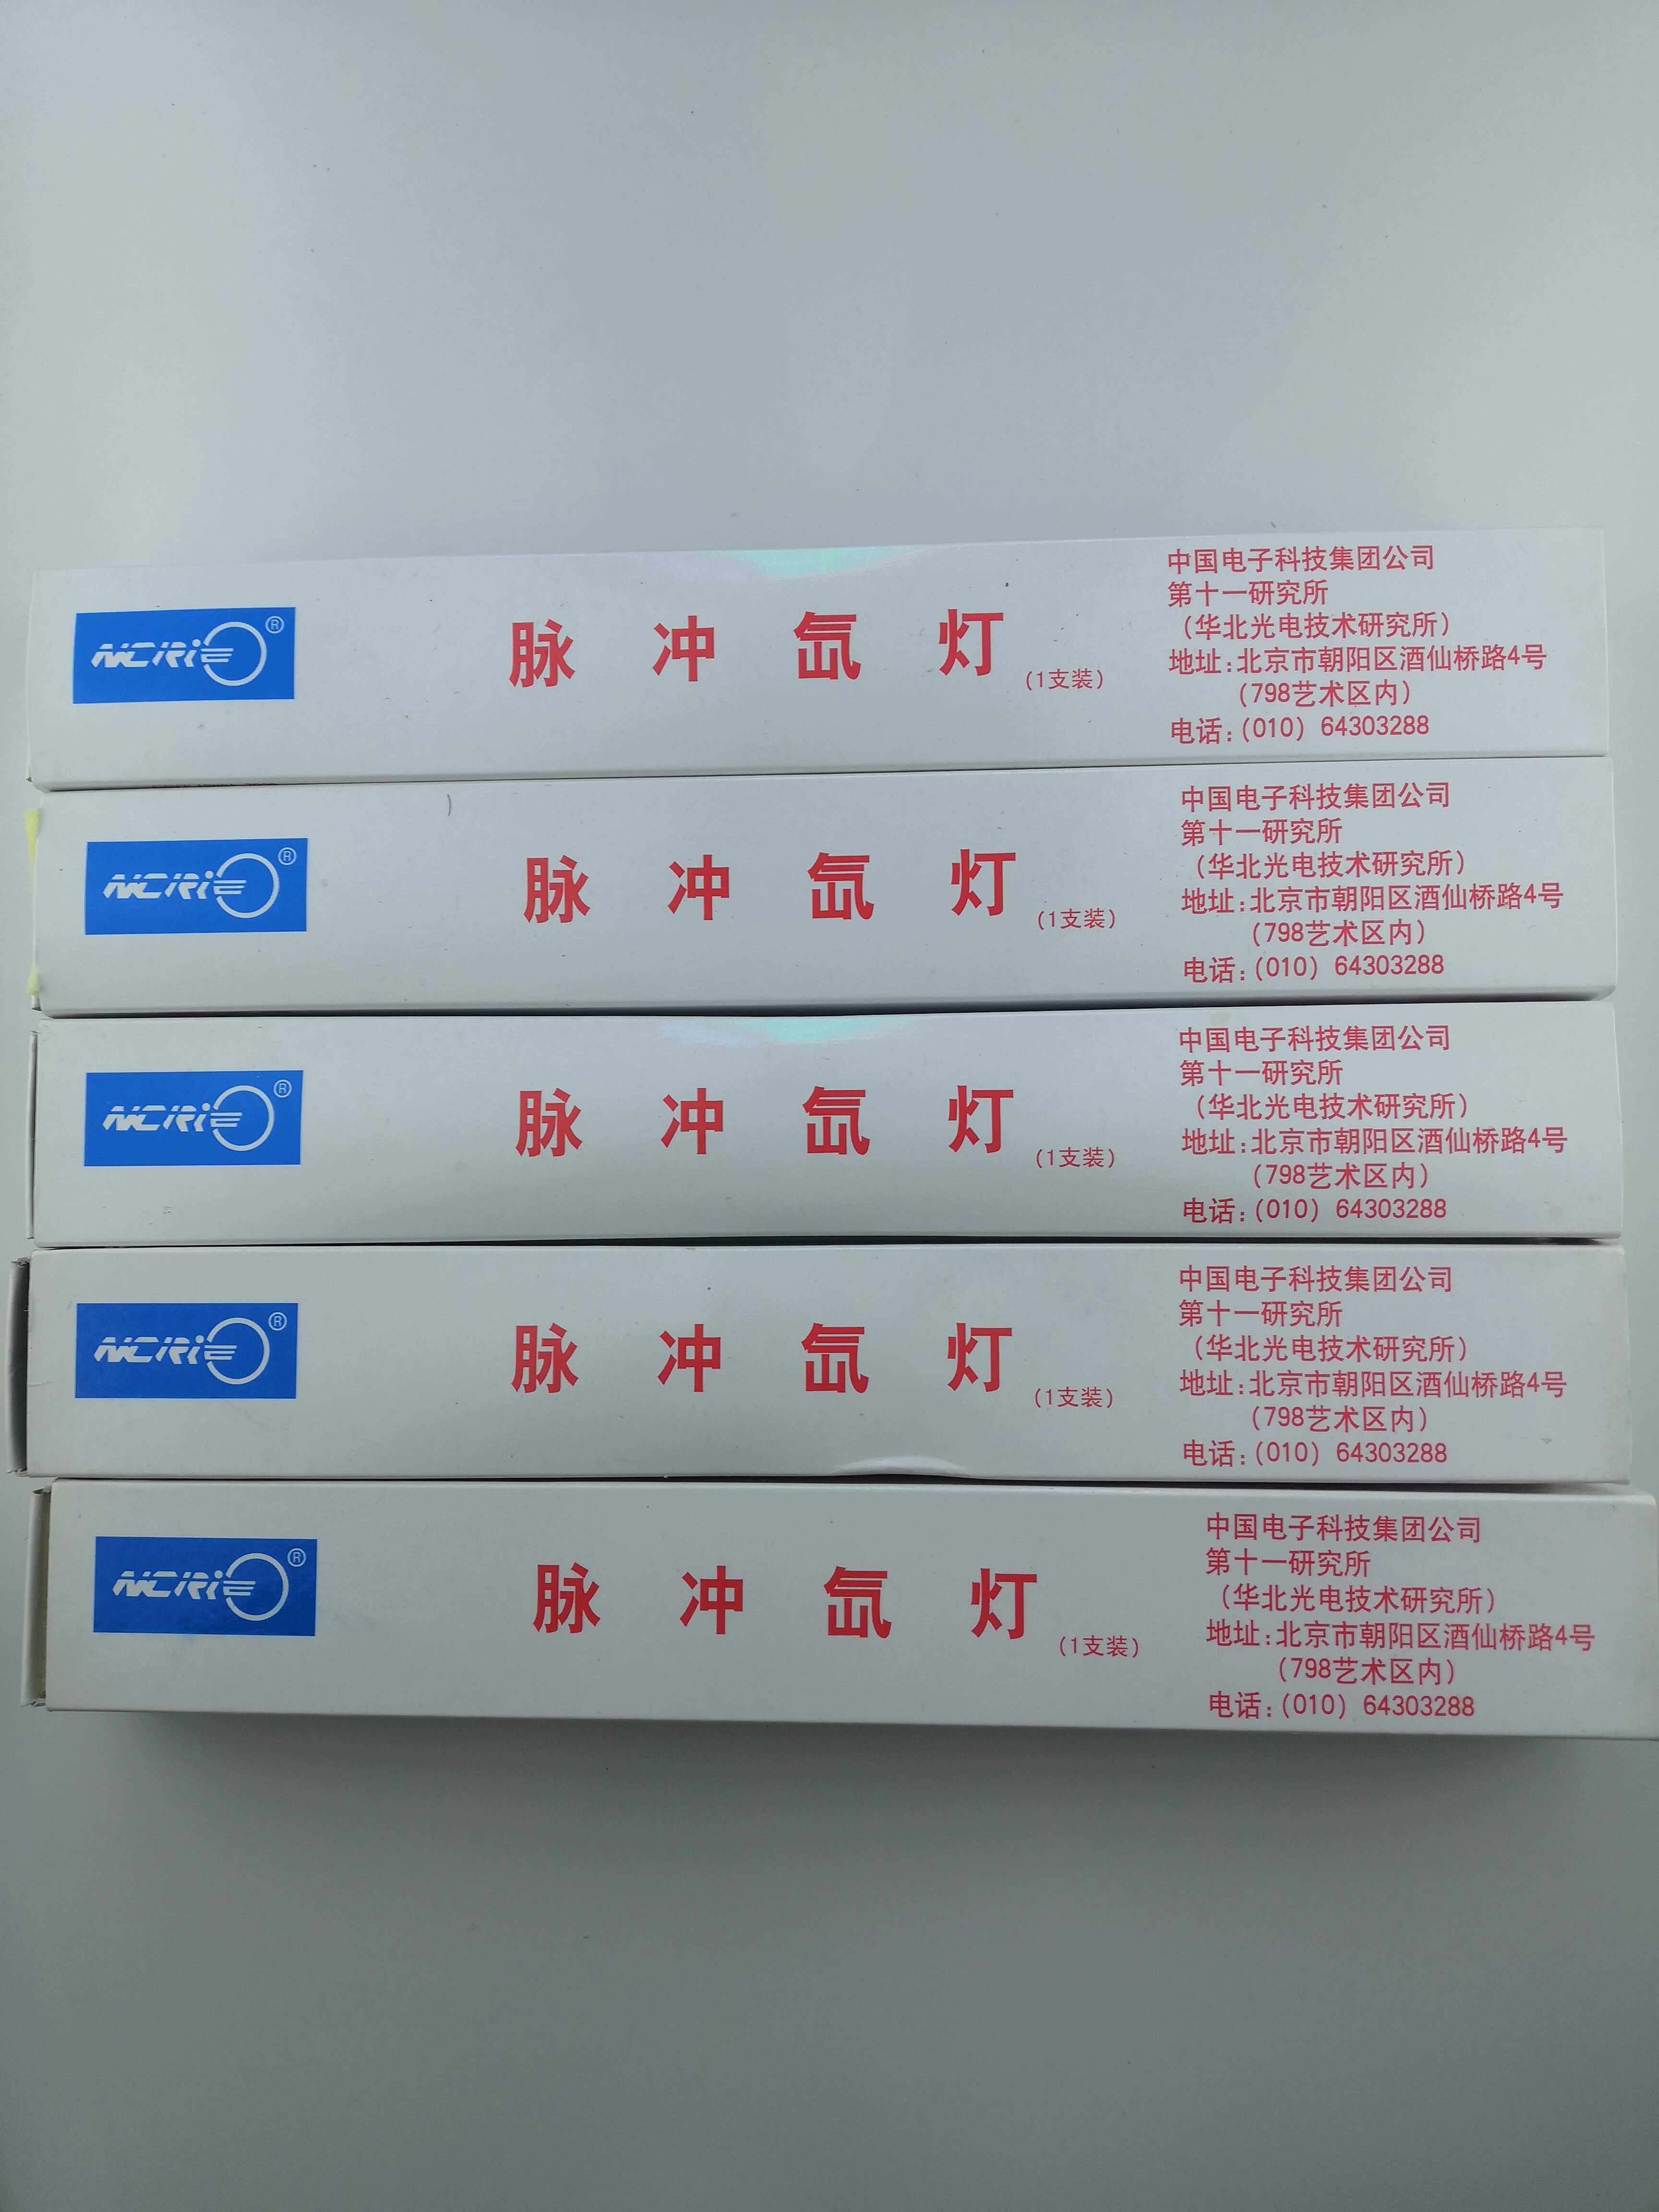 NCRiEO®
脉冲氙灯
(1支装)
中国电子科技集团公司
第十一研究所
(华北光电技术研究所)
地址:北京市朝阳区酒仙桥路4号
(798艺术区内)
电话:(010) 64303288
NCRiEO®
脉冲氙灯
(1支装)
中国电子科技集团公司
第十一研究所
(华北光电技术研究所)
地址:北京市朝阳区酒仙桥路4号
(798艺术区内)
电话:(010) 64303288
NCRiEO®
脉冲氙灯
(1支装)
中国电子科技集团公司
第十一研究所
(华北光电技术研究所)
地址:北京市朝阳区酒仙桥路4号
(798艺术区内)
电话:(010) 64303288
NCRiEO®
脉冲氙灯
(1支装)
中国电子科技集团公司
第十一研究所
(华北光电技术研究所)
地址:北京市朝阳区酒仙桥路4号
(798艺术区内)
电话:(010) 64303288
NCRiEO®
脉冲氙灯
(1支装)
中国电子科技集团公司
第十一研究所
(华北光电技术研究所)
地址:北京市朝阳区酒仙桥路4号
(798艺术区内)
电话:(010) 64303288